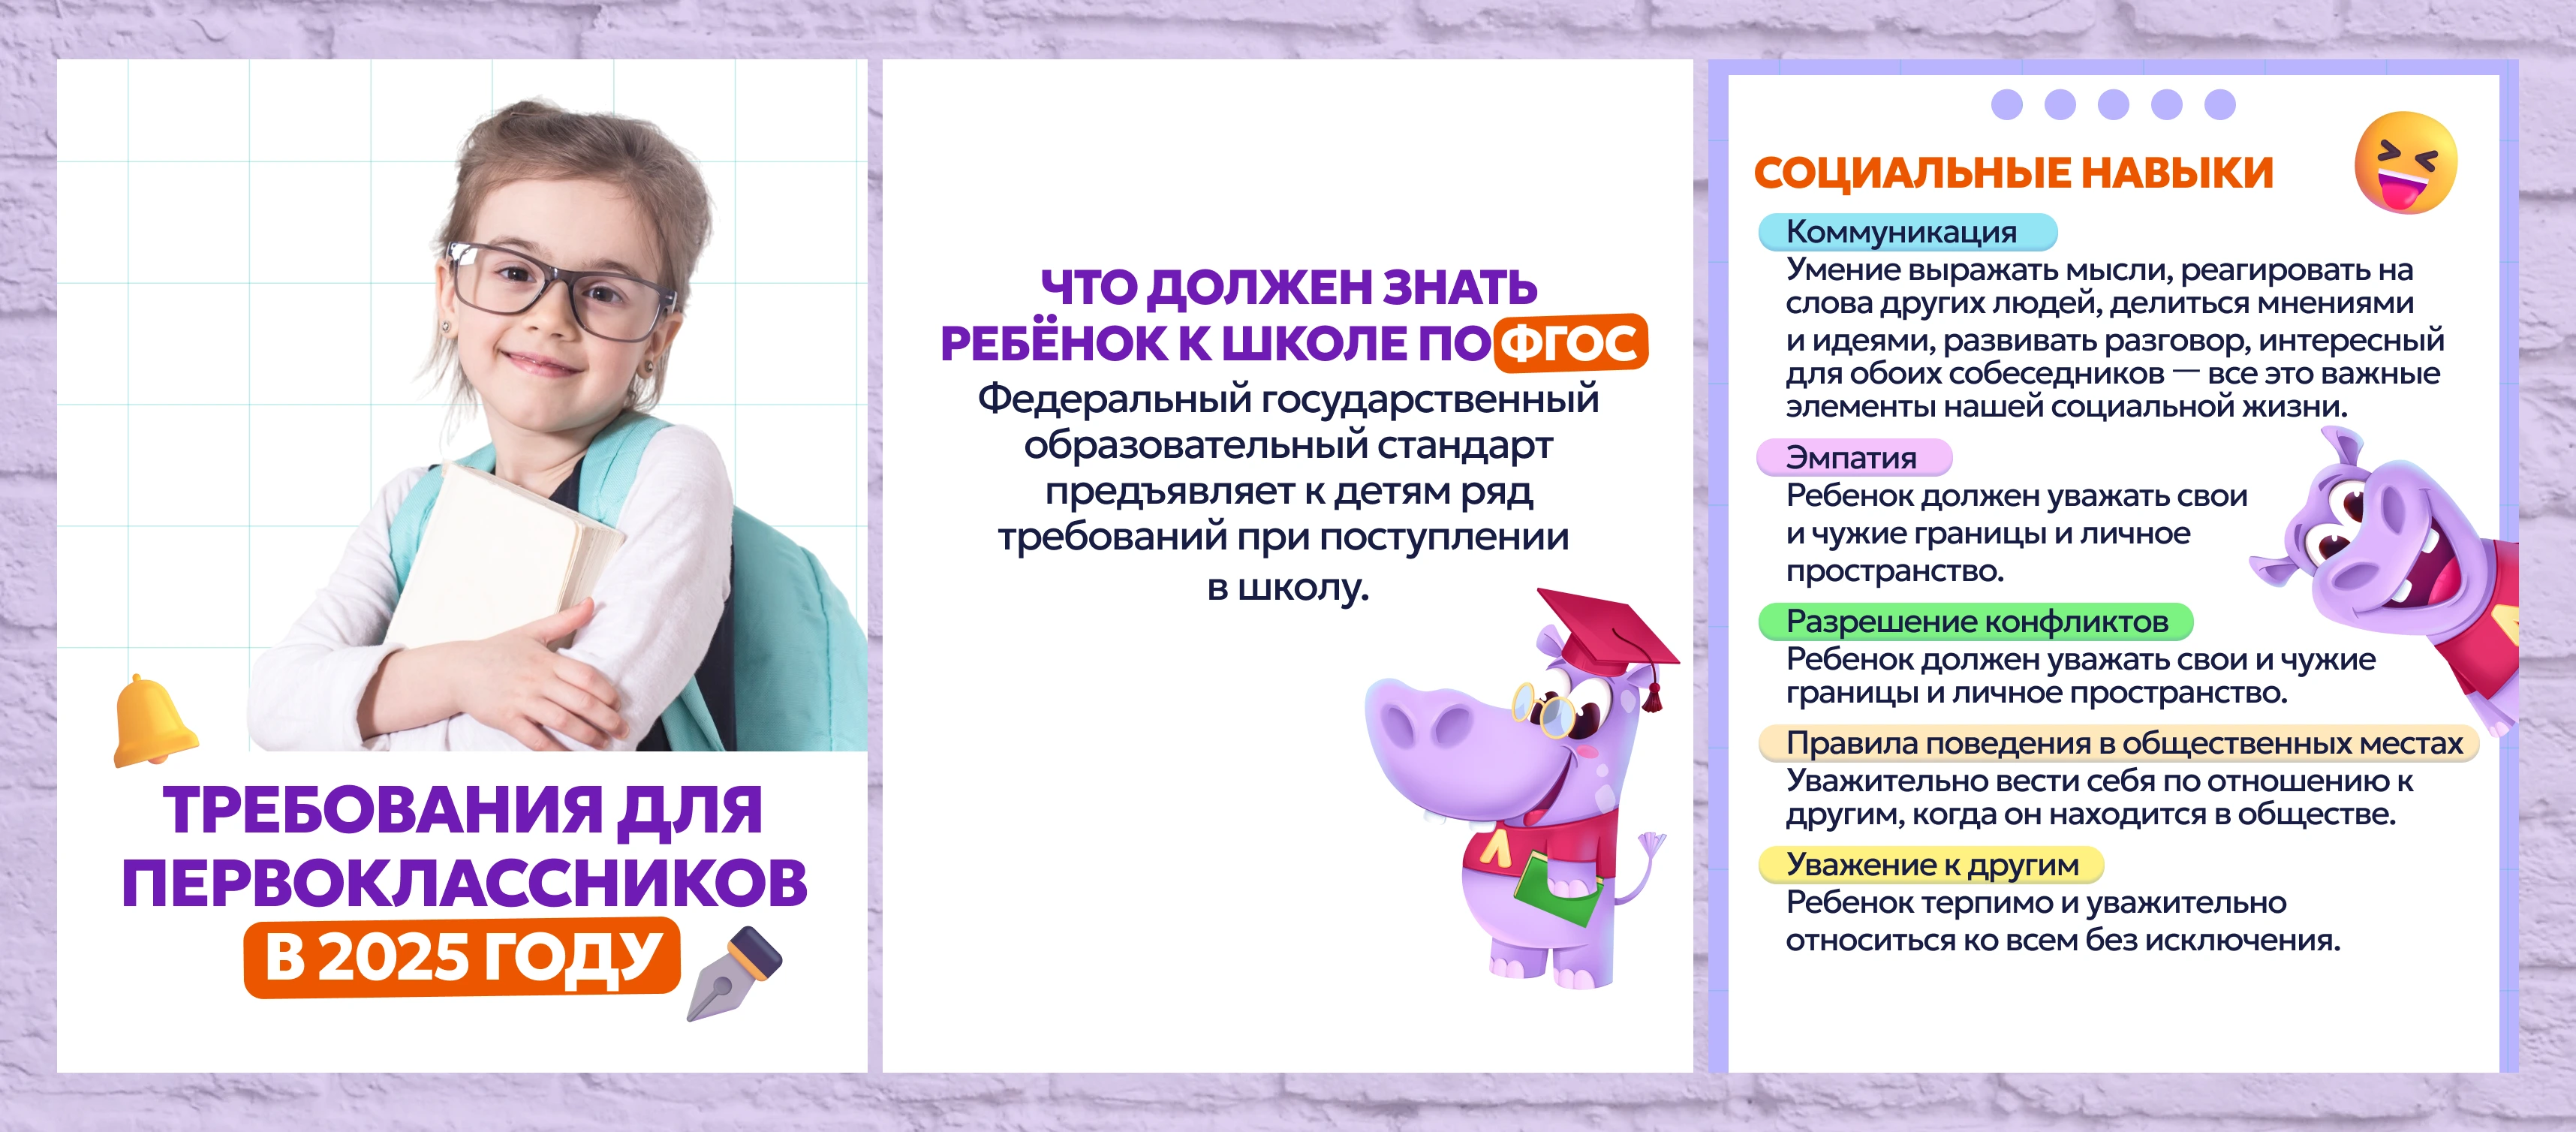 ТРЕБОВАНИЯ ДЛЯ
ПЕРВОКЛАССНИКОВ
В 2025 ГОДУ
ЧТО ДОЛЖЕН ЗНАТЬ
РЕБЁНОК К ШКОЛЕ ПО ФГОС
Федеральный государственный
образовательный стандарт
предъявляет к детям ряд
требований при поступлении
в школу.
Л
СОЦИАЛЬНЫЕ НАВЫКИ
Коммуникация
Умение выражать мысли, реагировать на
слова других людей, делиться мнениями
и идеями, развивать разговор, интересный
для обоих собеседников — все это важные
элементы нашей социальной жизни.
Эмпатия
Ребенок должен уважать свои
и чужие границы и личное
пространство.
Разрешение конфликтов
Ребенок должен уважать свои и чужие
границы и личное пространство.
Правила поведения в общественных местах
Уважительно вести себя по отношению к
другим, когда он находится в обществе.
Уважение к другим
Ребенок терпимо и уважительно
относиться ко всем без исключения.